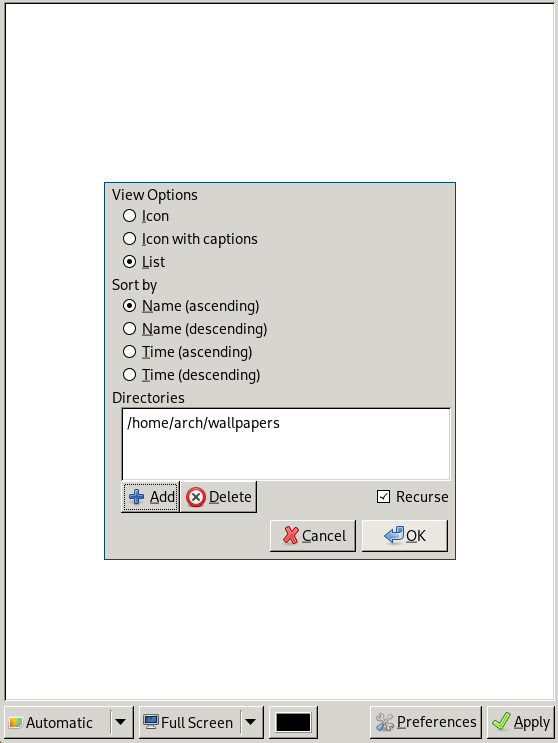 View Options
Icon
Icon with captions
List
Sort by
Name (ascending)
Name (descending)
Time (ascending)
Time (descending)
Directories
/home/arch/wallpapers
Add Delete Recurse
Cancel OK
Automatic Full Screen Preferences Apply